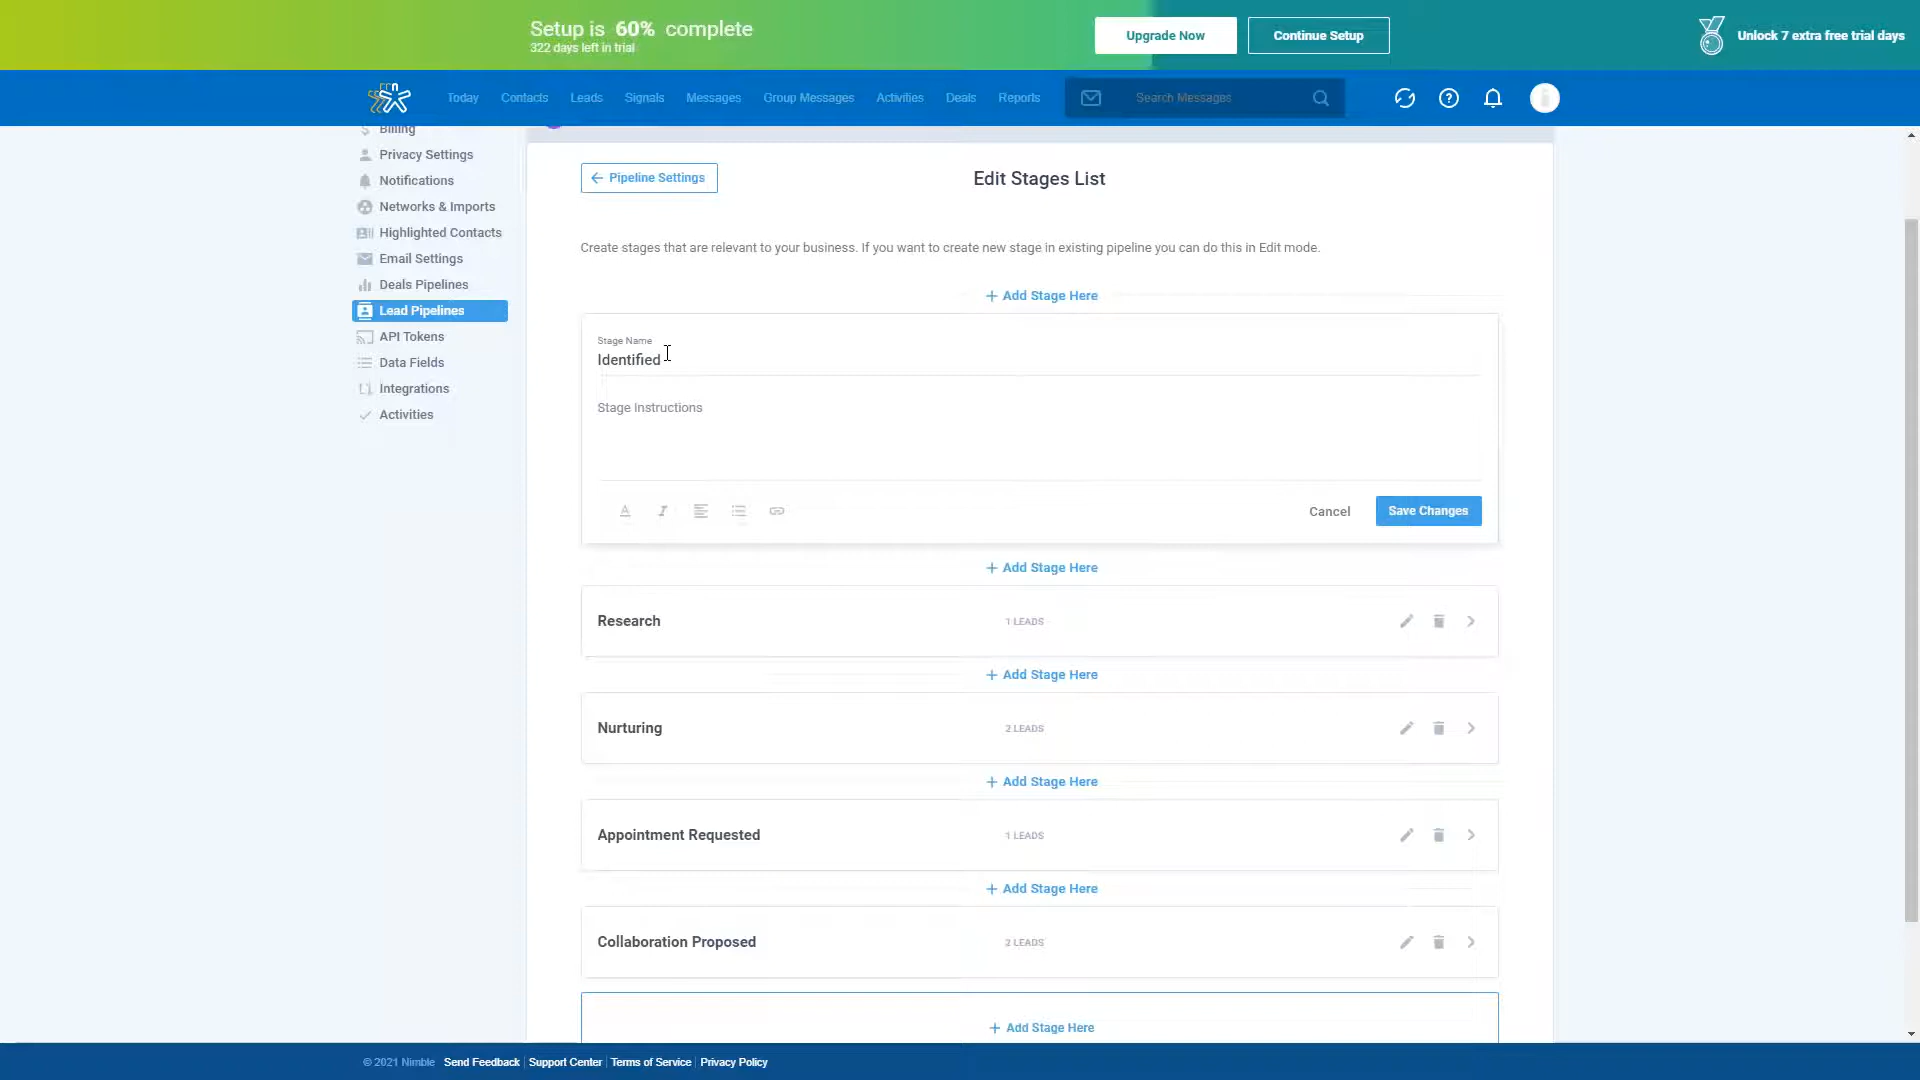 Setup is 60% complete
322 days left in trial
Upgrade Now
Continue Setup
Unlock 7 extra free trial days
Today
Contacts
Leads
Signals
Messages
Group Messages
Activities
Deals
Reports
Search Messages
Billing
Privacy Settings
Notifications
Networks & Imports
Highlighted Contacts
Email Settings
Deals Pipelines
Lead Pipelines
API Tokens
Data Fields
Integrations
Activities
Pipeline Settings
Edit Stages List
Create stages that are relevant to your business. If you want to create new stage in existing pipeline you can do this in Edit mode.
+ Add Stage Here
Stage Name
Identified
Stage Instructions
Cancel
Save Changes
+ Add Stage Here
Research
1 LEADS
+ Add Stage Here
Nurturing
2 LEADS
+ Add Stage Here
Appointment Requested
1 LEADS
+ Add Stage Here
Collaboration Proposed
2 LEADS
+ Add Stage Here
© 2021 Nimble
Send Feedback
Support Center
Terms of Service
Privacy Policy